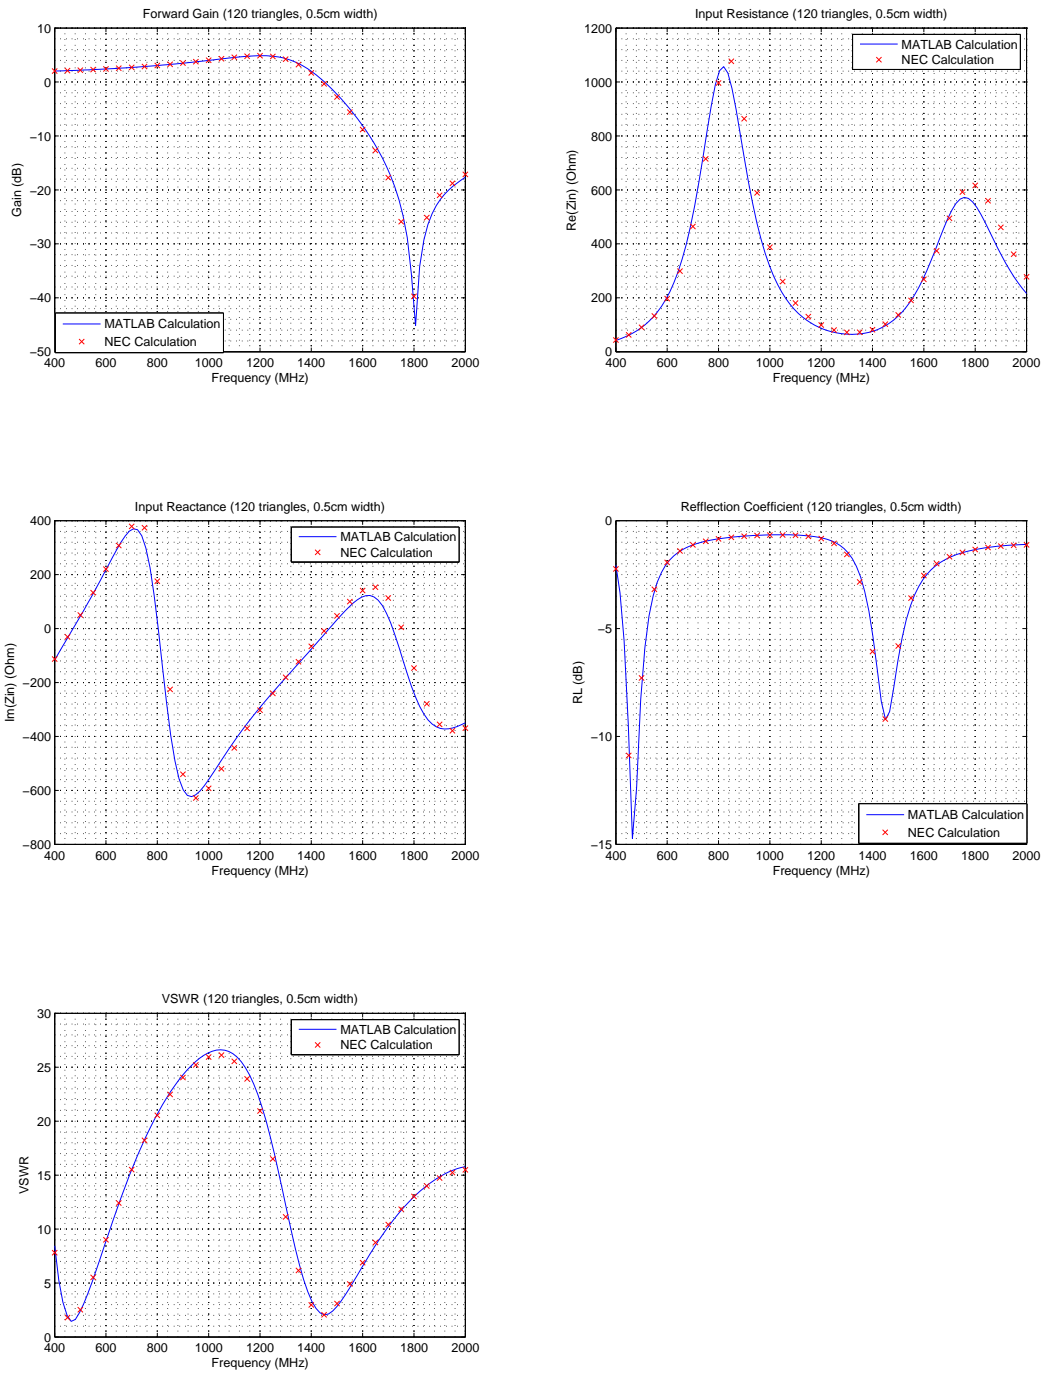 Forward Gain (120 triangles, 0.5cm width)
10
0
−10
−20
−30
−40
−50
Gain (dB)
MATLAB Calculation
NEC Calculation
400 600 800 1000 1200 1400 1600 1800 2000
Frequency (MHz)
Input Resistance (120 triangles, 0.5cm width)
1200
1000
800
600
400
200
0
Re(Zin) (Ohm)
MATLAB Calculation
NEC Calculation
400 600 800 1000 1200 1400 1600 1800 2000
Frequency (MHz)
Input Reactance (120 triangles, 0.5cm width)
400
200
0
−200
−400
−600
−800
Im(Zin) (Ohm)
MATLAB Calculation
NEC Calculation
400 600 800 1000 1200 1400 1600 1800 2000
Frequency (MHz)
Refflection Coefficient (120 triangles, 0.5cm width)
0
−5
−10
−15
RL (dB)
MATLAB Calculation
NEC Calculation
400 600 800 1000 1200 1400 1600 1800 2000
Frequency (MHz)
VSWR (120 triangles, 0.5cm width)
30
25
20
15
10
5
0
VSWR
MATLAB Calculation
NEC Calculation
400 600 800 1000 1200 1400 1600 1800 2000
Frequency (MHz)